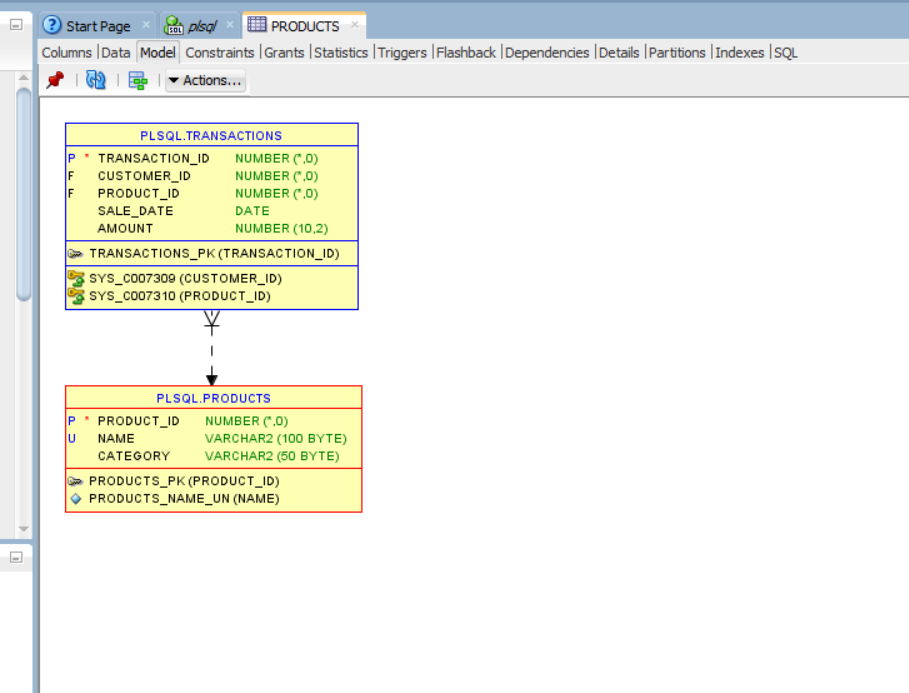 Start Page plsql PRODUCTS
Columns |Data |Model |Constraints |Grants |Statistics |Triggers |Flashback |Dependencies |Details |Partitions |Indexes |SQL
Actions...
PLSQL.TRANSACTIONS
P * TRANSACTION_ID NUMBER (*,0)
F CUSTOMER_ID NUMBER (*,0)
F PRODUCT_ID NUMBER (*,0)
SALE_DATE DATE
AMOUNT NUMBER (10,2)
TRANSACTIONS_PK (TRANSACTION_ID)
SYS_C007309 (CUSTOMER_ID)
SYS_C007310 (PRODUCT_ID)
PLSQL.PRODUCTS
P * PRODUCT_ID NUMBER (*,0)
U NAME VARCHAR2 (100 BYTE)
CATEGORY VARCHAR2 (50 BYTE)
PRODUCTS_PK (PRODUCT_ID)
PRODUCTS_NAME_UN (NAME)